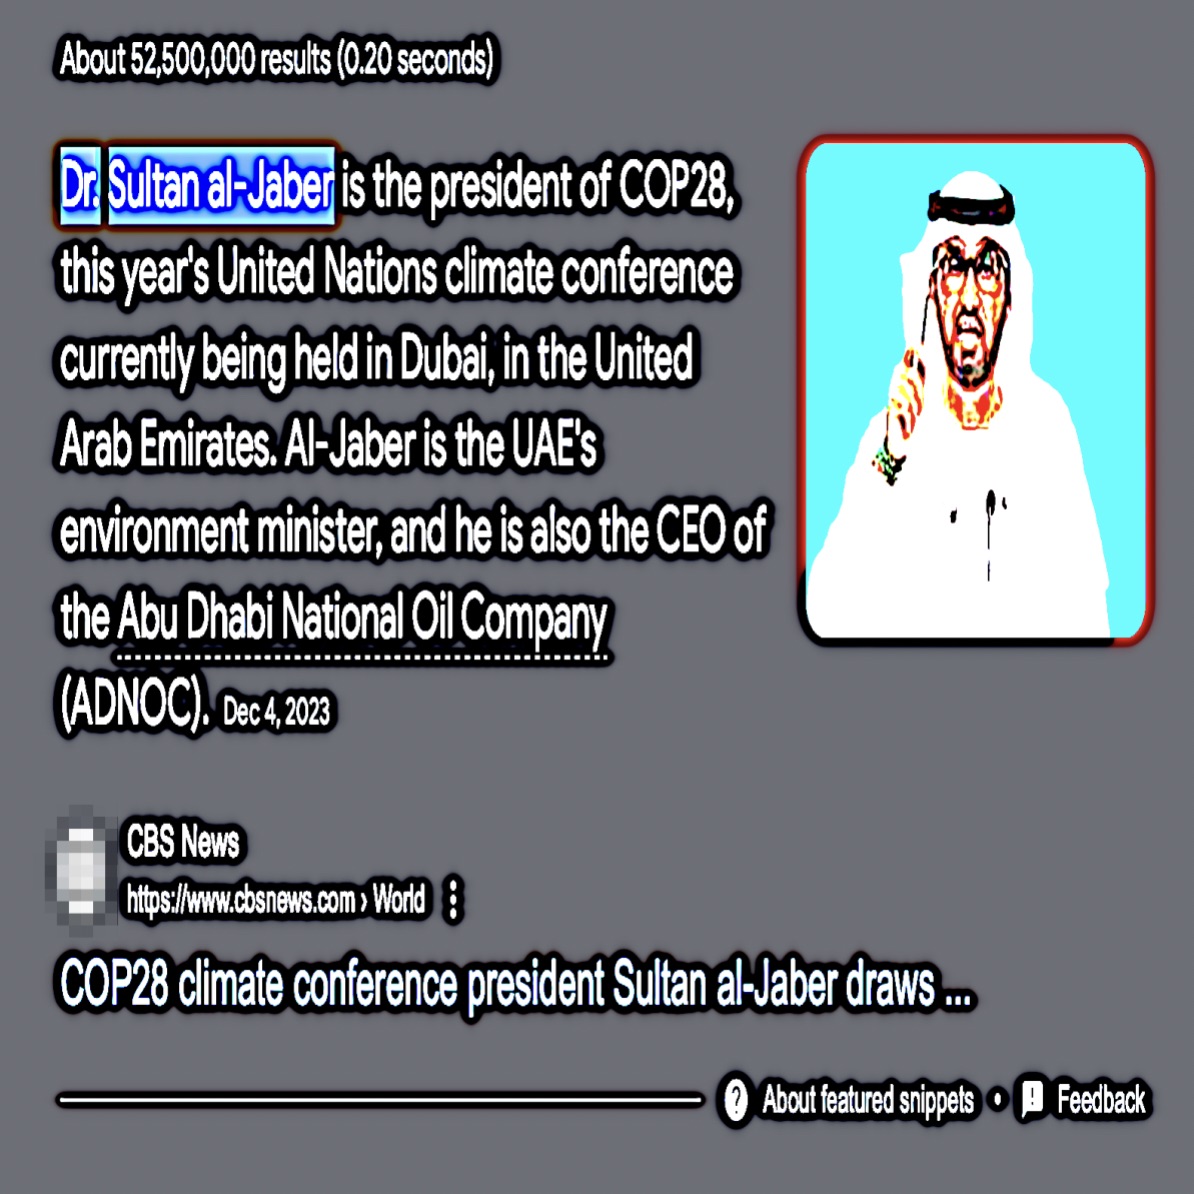 About 52,500,000 results (0.20 seconds)
Dr. Sultan al-Jaber is the president of COP28,
this year's United Nations climate conference
currently being held in Dubai, in the United
Arab Emirates. Al-Jaber is the UAE's
environment minister, and he is also the CEO of
the Abu Dhabi National Oil Company
(ADNOC). Dec 4, 2023
CBS News
https://www.cbsnews.com › World
COP28 climate conference president Sultan al-Jaber draws ...
About featured snippets • Feedback